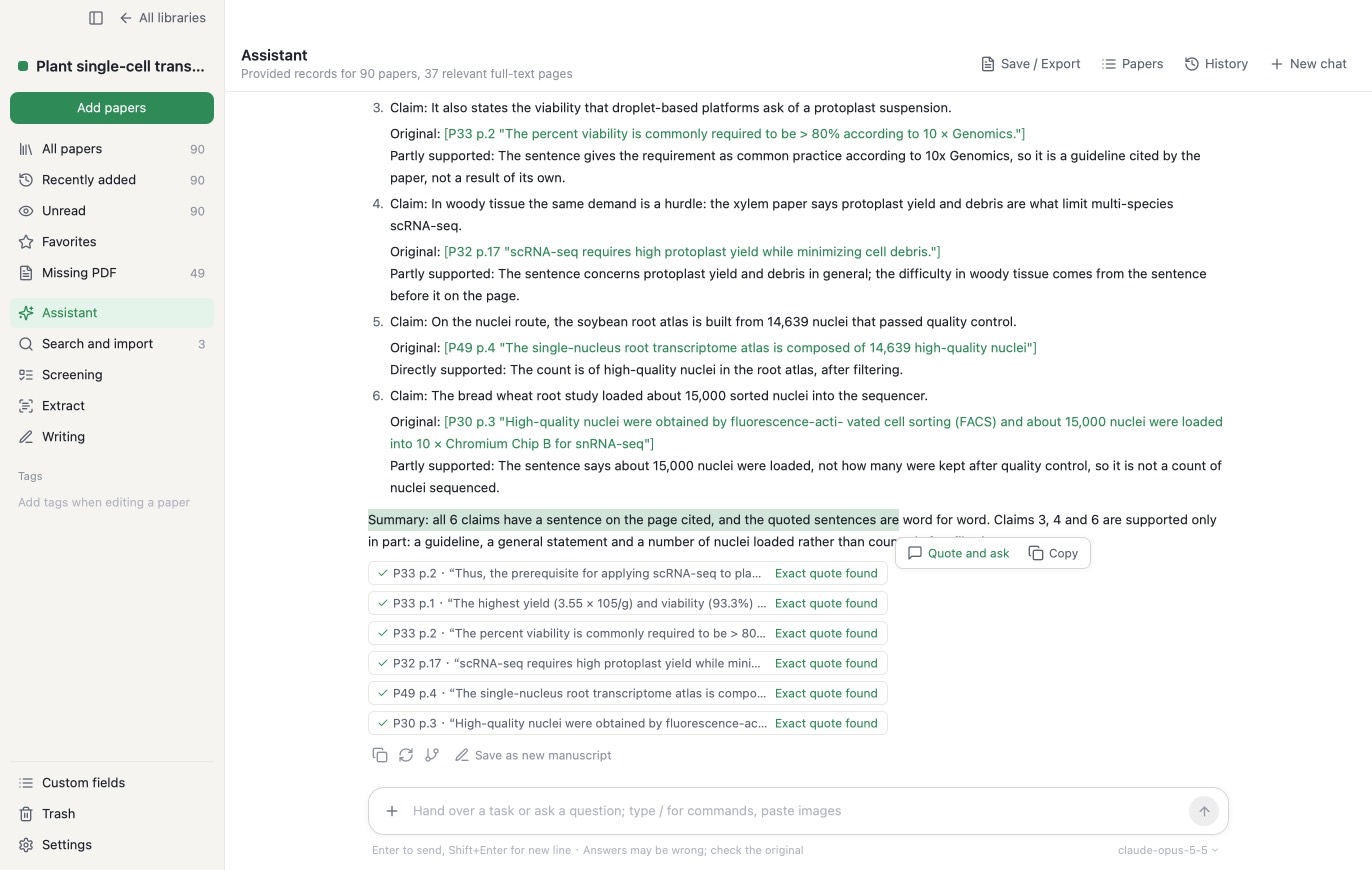 All libraries
Plant single-cell trans...
Add papers
All papers 90
Recently added 90
Unread 90
Favorites
Missing PDF 49
Assistant
Search and import 3
Screening
Extract
Writing
Tags
Add tags when editing a paper
Custom fields
Trash
Settings
Assistant
Provided records for 90 papers, 37 relevant full-text pages
Save / Export
Papers
History
New chat
3. Claim: It also states the viability that droplet-based platforms ask of a protoplast suspension.
Original: [P33 p.2 "The percent viability is commonly required to be > 80% according to 10 × Genomics."]
Partly supported: The sentence gives the requirement as common practice according to 10x Genomics, so it is a guideline cited by the
paper, not a result of its own.
4. Claim: In woody tissue the same demand is a hurdle: the xylem paper says protoplast yield and debris are what limit multi-species
scRNA-seq.
Original: [P32 p.17 "scRNA-seq requires high protoplast yield while minimizing cell debris."]
Partly supported: The sentence concerns protoplast yield and debris in general; the difficulty in woody tissue comes from the sentence
before it on the page.
5. Claim: On the nuclei route, the soybean root atlas is built from 14,639 nuclei that passed quality control.
Original: [P49 p.4 "The single-nucleus root transcriptome atlas is composed of 14,639 high-quality nuclei"]
Directly supported: The count is of high-quality nuclei in the root atlas, after filtering.
6. Claim: The bread wheat root study loaded about 15,000 sorted nuclei into the sequencer.
Original: [P30 p.3 "High-quality nuclei were obtained by fluorescence-acti- vated cell sorting (FACS) and about 15,000 nuclei were loaded
into 10 × Chromium Chip B for snRNA-seq"]
Partly supported: The sentence says about 15,000 nuclei were loaded, not how many were kept after quality control, so it is not a count of
nuclei sequenced.
Summary: all 6 claims have a sentence on the page cited, and the quoted sentences are word for word. Claims 3, 4 and 6 are supported only
in part: a guideline, a general statement and a number of nuclei loaded rather than
Quote and ask
Copy
P33 p.2 · “Thus, the prerequisite for applying scRNA-seq to pla... Exact quote found
P33 p.1 · “The highest yield (3.55 × 105/g) and viability (93.3%) ... Exact quote found
P33 p.2 · “The percent viability is commonly required to be > 80... Exact quote found
P32 p.17 · “scRNA-seq requires high protoplast yield while mini... Exact quote found
P49 p.4 · “The single-nucleus root transcriptome atlas is compo... Exact quote found
P30 p.3 · “High-quality nuclei were obtained by fluorescence-ac... Exact quote found
Save as new manuscript
Hand over a task or ask a question; type / for commands, paste images
Enter to send, Shift+Enter for new line · Answers may be wrong; check the original
claude-opus-5-5